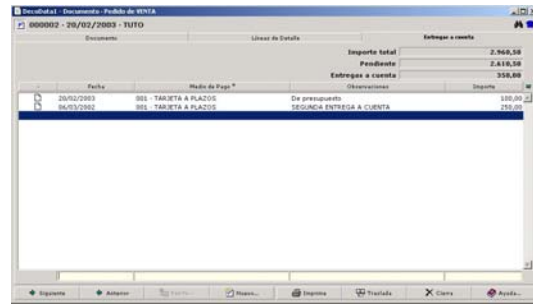 DecoData1 - Documento - Pedido de VENTA
000002 - 20/02/2003 - TUTO
Documento Líneas de Detalle Entregas a cuenta
Importe total 2.960,50
Pendiente 2.610,50
Entregas a cuenta 350,00
Fecha Medio de Pago Observaciones Importe
20/02/2003 001 - TARJETA A PLAZOS De presupuesto 100,00
06/03/2002 001 - TARJETA A PLAZOS SEGUNDA ENTREGA A CUENTA 250,00
Siguiente Anterior Nuevo... Imprime Traslada Cierra Ayuda...